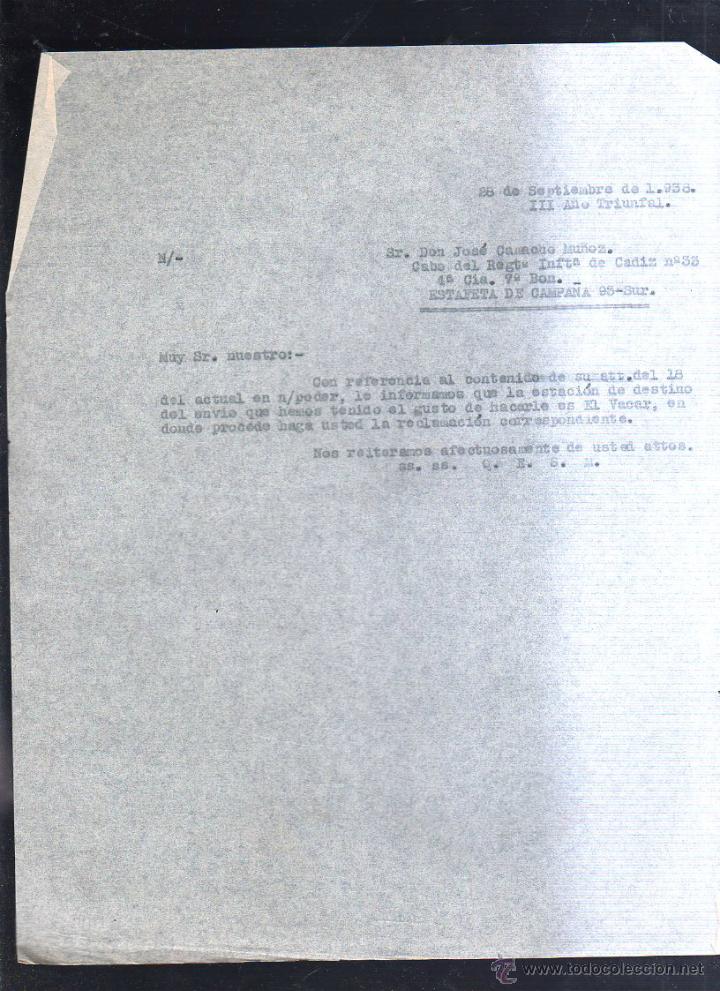 28 de Septiembre de 1.938.
III Año Triunfal.
N/-
Sr. Don José Camacho Muñoz.
Cabo del Regtº Inftª de Cadiz nº33
4ª Cia. 7º Bon. _
ESTAFETA DE CAMPAÑA 95-Sur.
Muy Sr. nuestro:-
Con referencia al contenido de su att.del 18
del actual en n/poder, le informamos que la estación de destino
del envio que hemos tenido el gusto de hacerle es El Vacar, en
donde procede haga usted la reclamación correspondiente.
Nos reiteramos afectuosamente de usted attos.
ss. ss. Q. E. S. M.
© www.todocoleccion.net